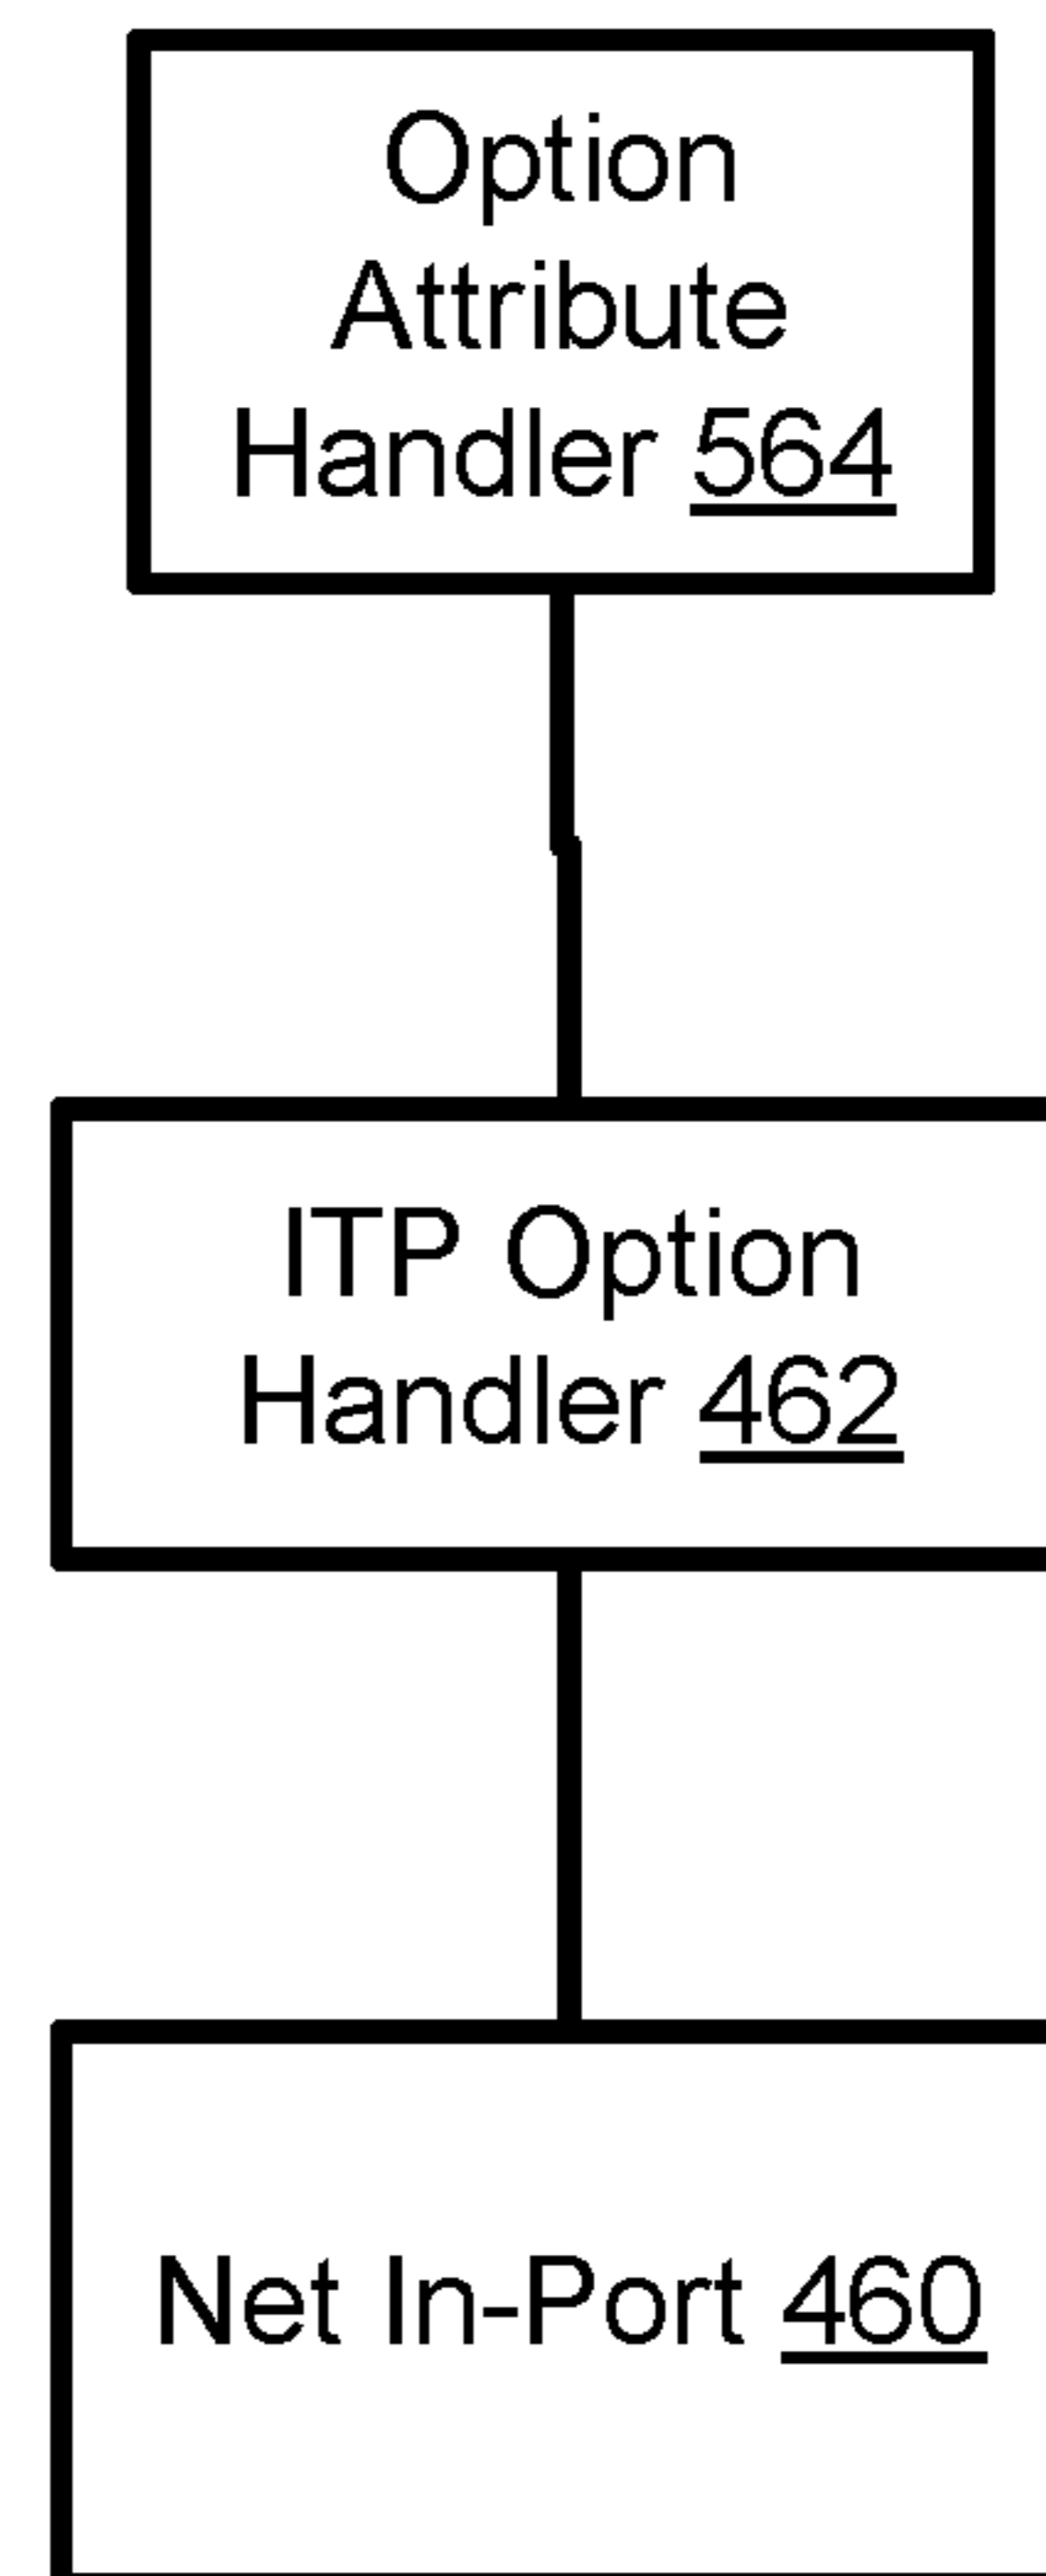 Option
Attribute
Handler 564
ITP Option
Handler 462
Net In-Port 460